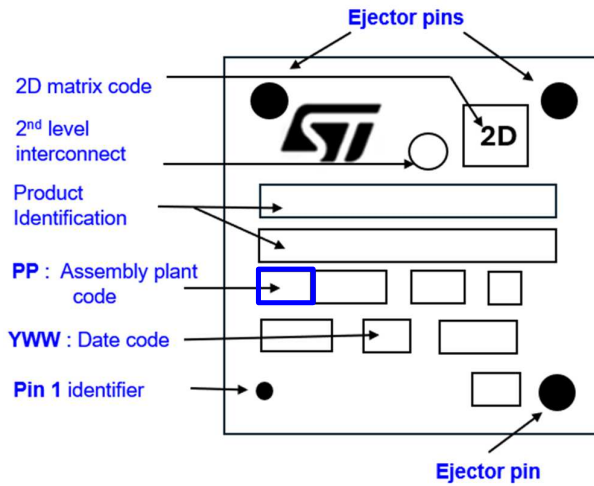 Ejector pins
2D matrix code
2nd level
interconnect
ST
2D
Product
Identification
PP : Assembly plant
code
YWW : Date code
Pin 1 identifier
Ejector pin